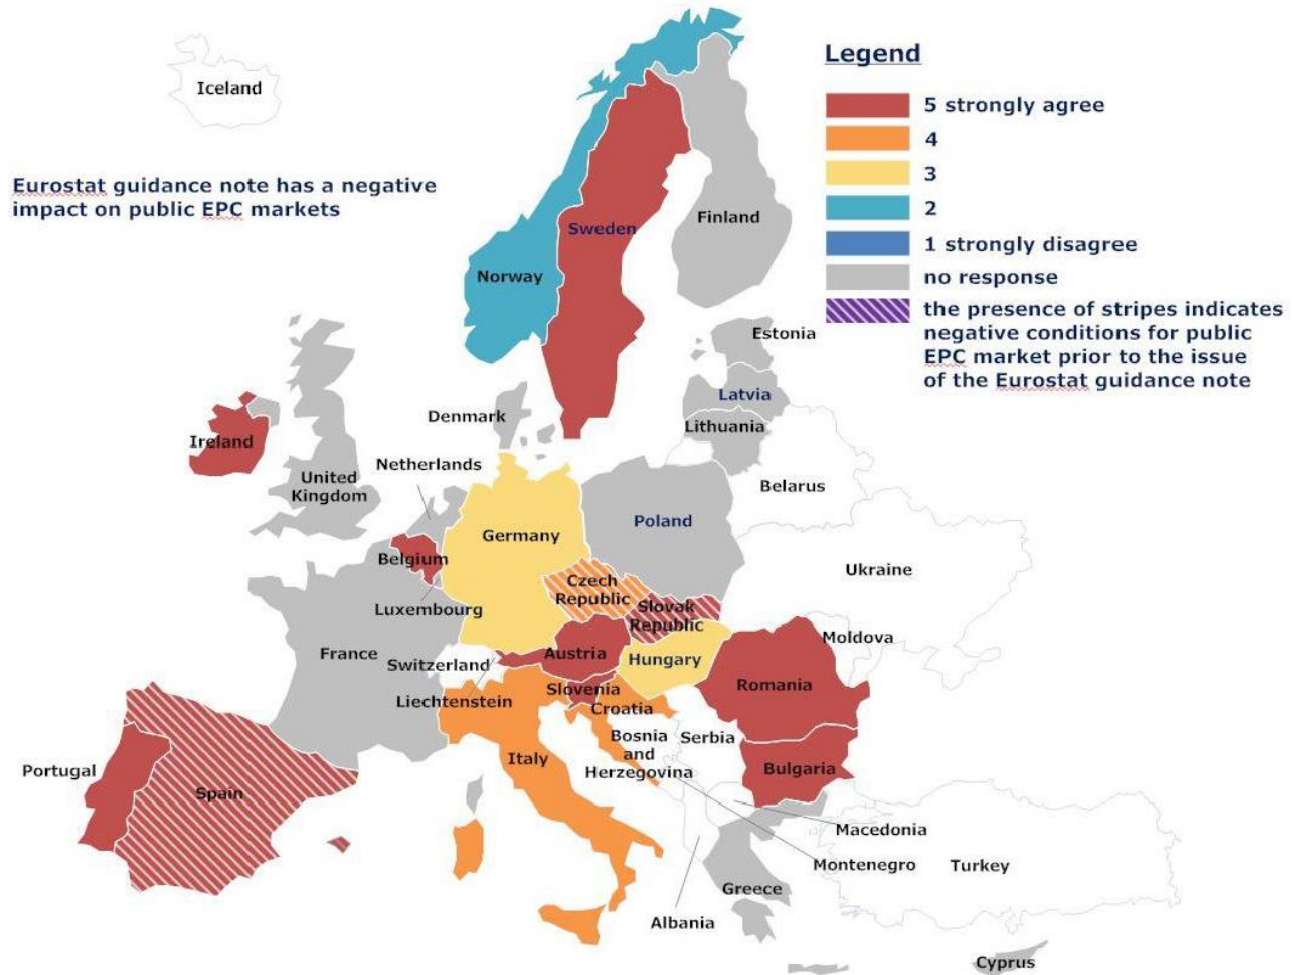 Iceland
Eurostat guidance note has a negative
impact on public EPC markets
Legend
5 strongly agree
4
3
2
1 strongly disagree
no response
the presence of stripes indicates
negative conditions for public
EPC market prior to the issue
of the Eurostat guidance note
Finland
Sweden
Norway
Estonia
Latvia
Lithuania
Denmark
Ireland
Netherlands
United
Kingdom
Belarus
Poland
Germany
Belgium
Ukraine
Czech
Republic
Luxembourg
Slovak
Republic
Moldova
France
Switzerland
Austria
Hungary
Liechtenstein
Slovenia
Croatia
Romania
Bosnia
and
Herzegovina
Serbia
Italy
Portugal
Spain
Bulgaria
Macedonia
Montenegro
Turkey
Greece
Albania
Cyprus